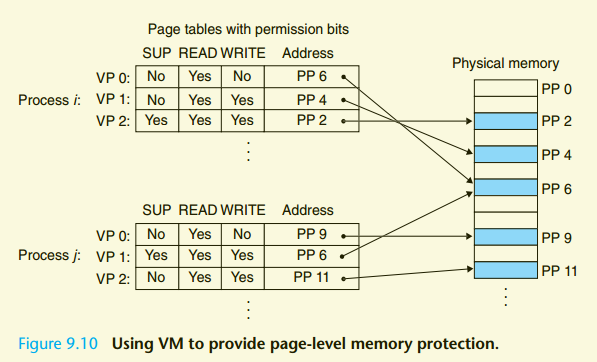 Page tables with permission bits
SUP READ WRITE Address
Physical memory
Process i:
VP 0: No Yes No PP 6
VP 1: No Yes Yes PP 4
VP 2: Yes Yes Yes PP 2
PP 0
PP 2
PP 4
PP 6
PP 9
PP 11
SUP READ WRITE Address
Process j:
VP 0: No Yes No PP 9
VP 1: Yes Yes Yes PP 6
VP 2: No Yes Yes PP 11
Figure 9.10 Using VM to provide page-level memory protection.